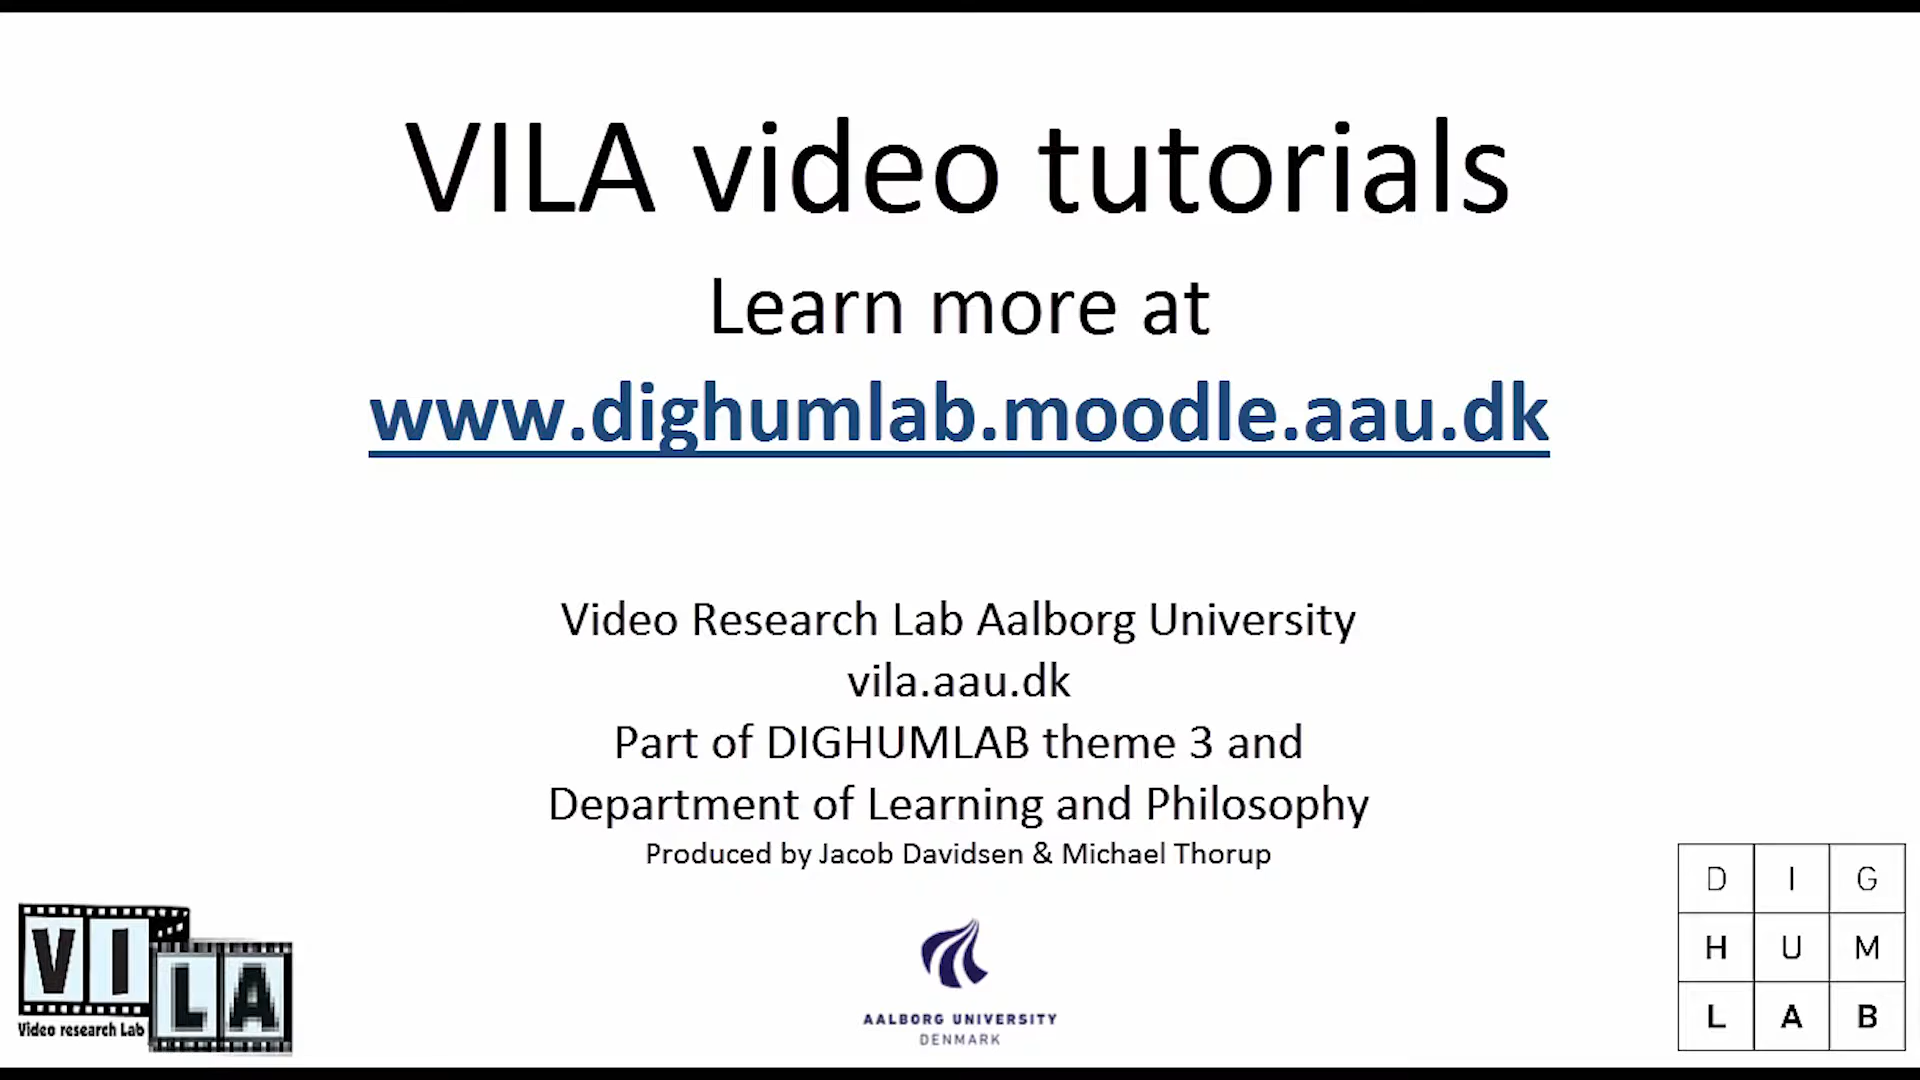 VILA video tutorials
Learn more at
www.dighumlab.moodle.aau.dk
Video Research Lab Aalborg University
vila.aau.dk
Part of DIGHUMLAB theme 3 and
Department of Learning and Philosophy
Produced by Jacob Davidsen & Michael Thorup
VI
LA
Video research Lab
AALBORG UNIVERSITY
DENMARK
D I G
H U M
L A B